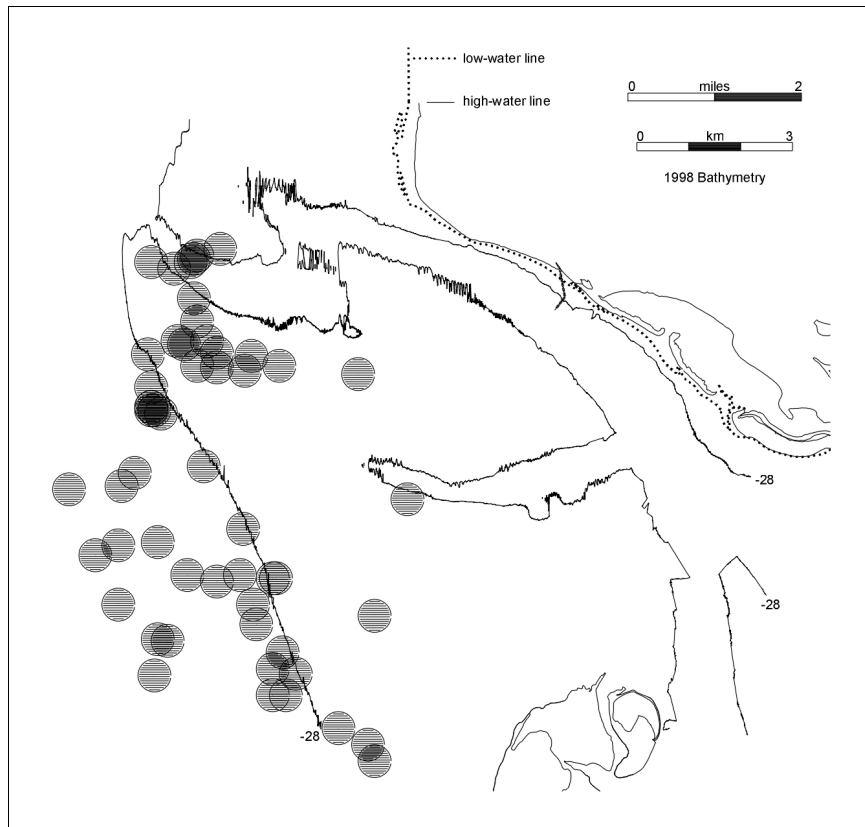 low-water line
high-water line
0 miles 2
0 km 3
1998 Bathymetry
-28
-28
-28